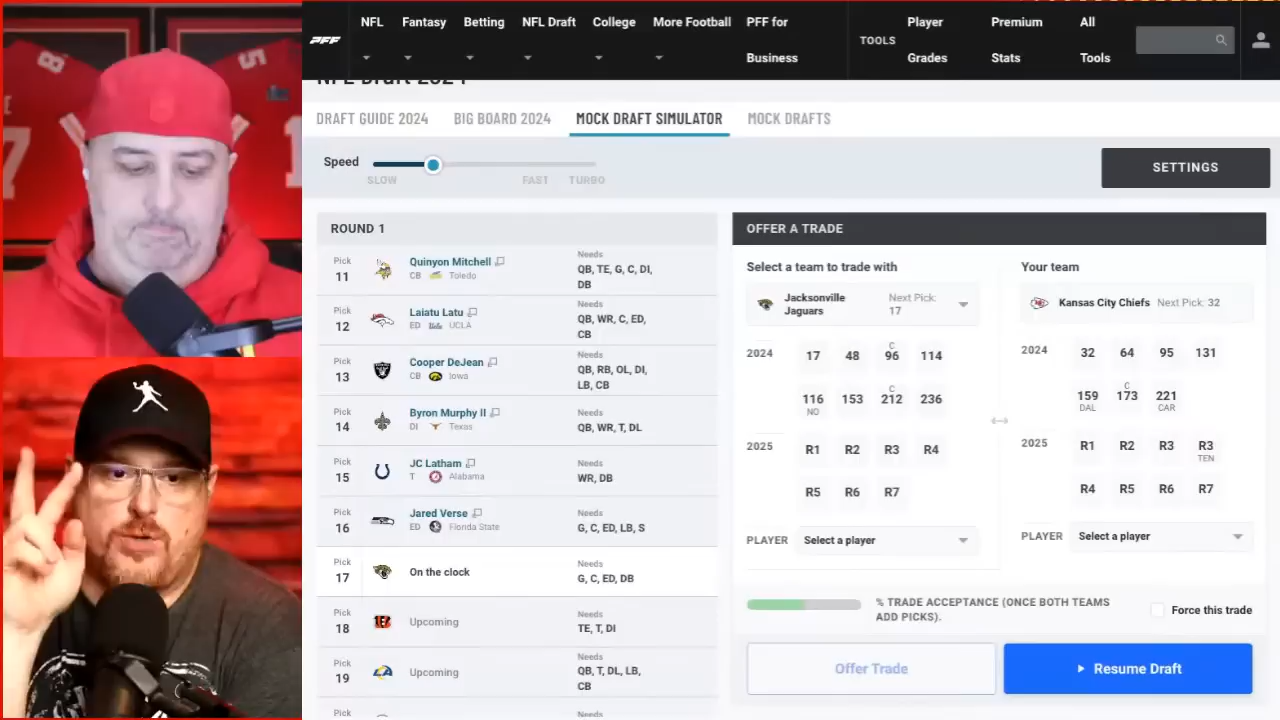 NFL
Fantasy
Betting
NFL Draft
College
More Football
PFF for
Business
PFF
TOOLS
Player
Grades
Premium
Stats
All
Tools
NFL Draft 2024
DRAFT GUIDE 2024
BIG BOARD 2024
MOCK DRAFT SIMULATOR
MOCK DRAFTS
Speed
SLOW
FAST
TURBO
SETTINGS
ROUND 1
Pick
11
Quinyon Mitchell
CB Toledo
Needs
QB, TE, G, C, DI,
DB
Pick
12
Laiatu Latu
ED UCLA
Needs
QB, WR, C, ED,
CB
Pick
13
Cooper DeJean
CB Iowa
Needs
QB, RB, OL, DI,
LB, CB
Pick
14
Byron Murphy II
DI Texas
Needs
QB, WR, T, DL
Pick
15
JC Latham
T Alabama
Needs
WR, DB
Pick
16
Jared Verse
ED Florida State
Needs
G, C, ED, LB, S
Pick
17
On the clock
Needs
G, C, ED, DB
Pick
18
Upcoming
Needs
TE, T, DI
Pick
19
Upcoming
Needs
QB, T, DL, LB,
CB
Pick
Needs
OFFER A TRADE
Select a team to trade with
Jacksonville
Jaguars
Next Pick:
17
2024
17 48 C 96 114
116 NO 153 C 212 236
2025
R1 R2 R3 R4
R5 R6 R7
PLAYER
Select a player
Your team
Kansas City Chiefs Next Pick: 32
2024
32 64 95 131
159 DAL C 173 221 CAR
2025
R1 R2 R3 R3 TEN
R4 R5 R6 R7
PLAYER
Select a player
% TRADE ACCEPTANCE (ONCE BOTH TEAMS
ADD PICKS).
Force this trade
Offer Trade
Resume Draft